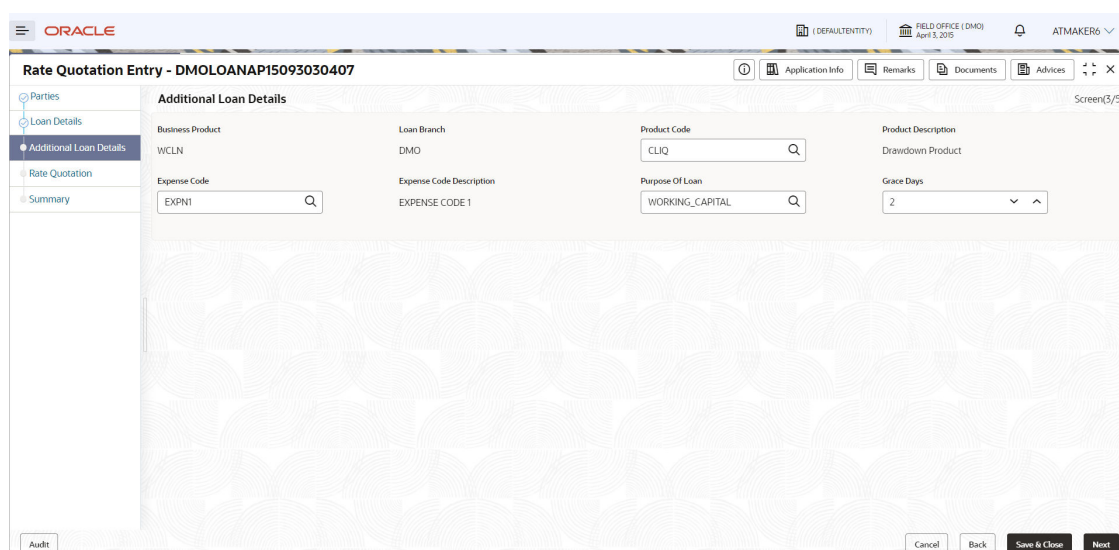 ORACLE
( DEFAULTENTITY)
FIELD OFFICE ( DMO)
April 3, 2015
ATMAKER6
Rate Quotation Entry - DMOLOANAP15093030407
Application Info
Remarks
Documents
Advices
Parties
Loan Details
Additional Loan Details
Rate Quotation
Summary
Additional Loan Details
Screen(3/5
Business Product
Loan Branch
Product Code
Product Description
WCLN
DMO
CLIQ
Drawdown Product
Expense Code
Expense Code Description
Purpose Of Loan
Grace Days
EXPN1
EXPENSE CODE 1
WORKING_CAPITAL
2
Audit
Cancel
Back
Save & Close
Next